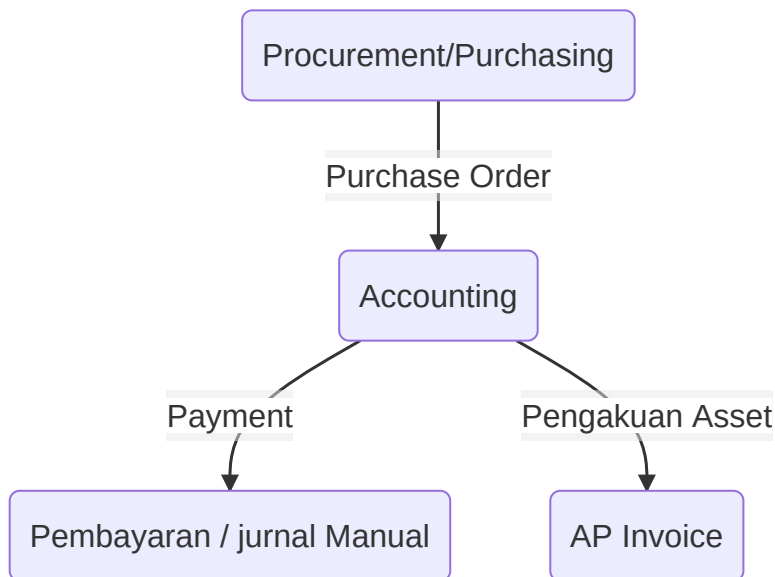 Procurement/Purchasing
Purchase Order
Accounting
Payment
Pengakuan Asset
Pembayaran / jurnal Manual
AP Invoice